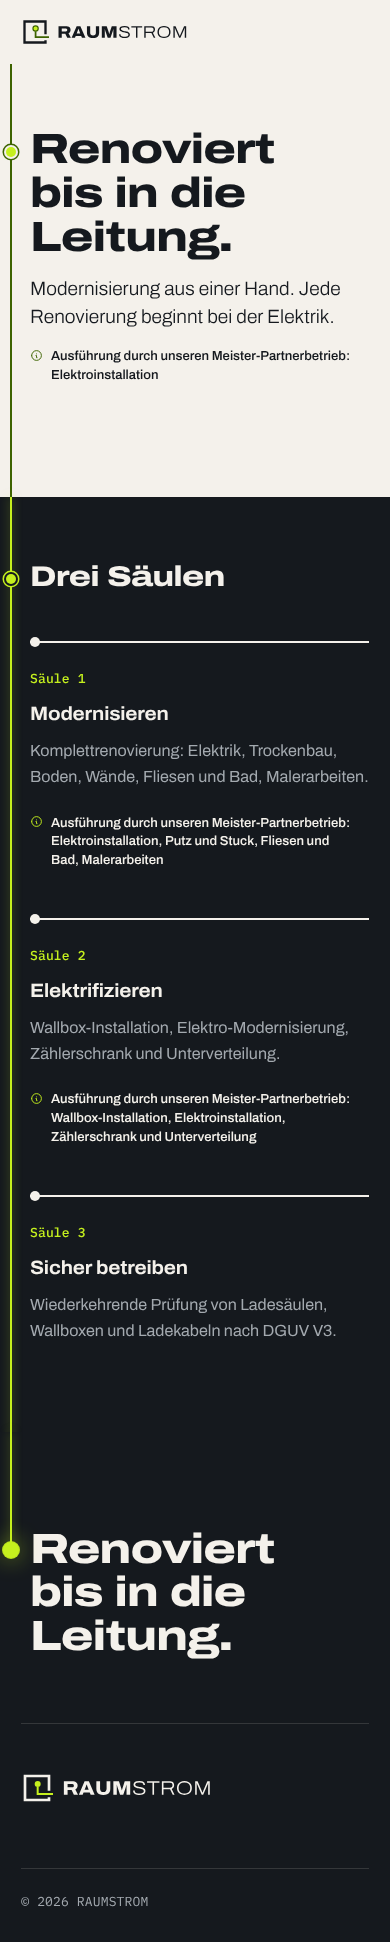 RAUMSTROM
Renoviert
bis in die
Leitung.
Modernisierung aus einer Hand. Jede
Renovierung beginnt bei der Elektrik.
Ausführung durch unseren Meister-Partnerbetrieb:
Elektroinstallation
Drei Säulen
Säule 1
Modernisieren
Komplettrenovierung: Elektrik, Trockenbau,
Boden, Wände, Fliesen und Bad, Malerarbeiten.
Ausführung durch unseren Meister-Partnerbetrieb:
Elektroinstallation, Putz und Stuck, Fliesen und
Bad, Malerarbeiten
Säule 2
Elektrifizieren
Wallbox-Installation, Elektro-Modernisierung,
Zählerschrank und Unterverteilung.
Ausführung durch unseren Meister-Partnerbetrieb:
Wallbox-Installation, Elektroinstallation,
Zählerschrank und Unterverteilung
Säule 3
Sicher betreiben
Wiederkehrende Prüfung von Ladesäulen,
Wallboxen und Ladekabeln nach DGUV V3.
Renoviert
bis in die
Leitung.
RAUMSTROM
© 2026 RAUMSTROM